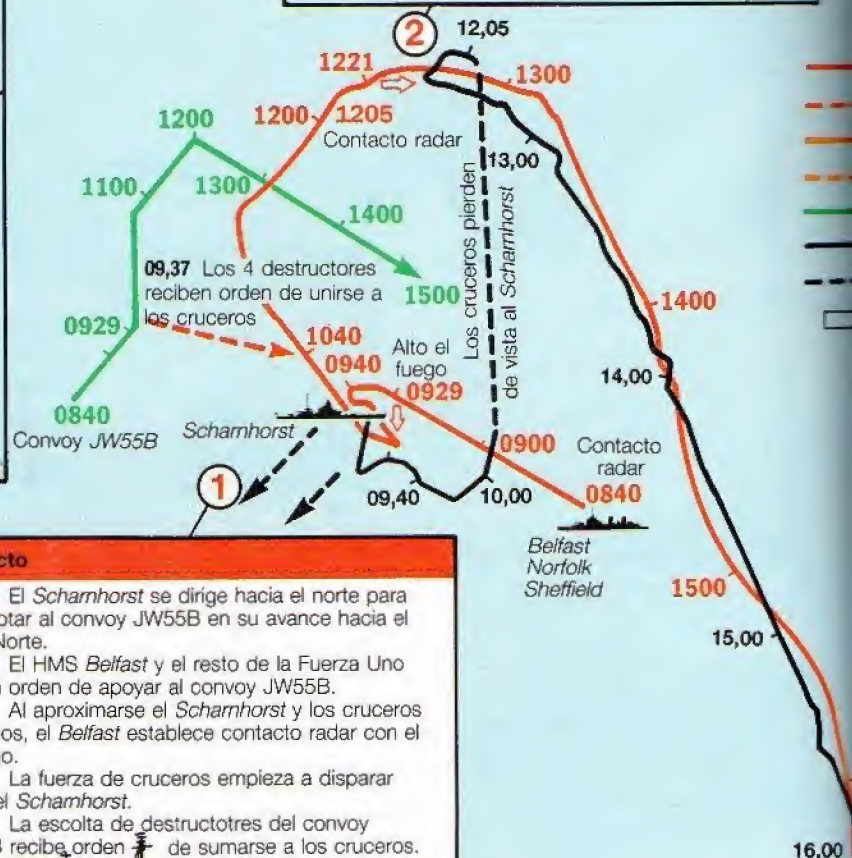 2
12,05
1221
1300
1200
1200
1205
Contacto radar
13,00
1100
1300
1400
Los cruceros pierden
de vista al Scharnhorst
09,37 Los 4 destructores
reciben orden de unirse a
los cruceros
1500
1400
0929
1040
0940
Alto el
fuego
0929
14,00
0840
Convoy JW55B
Scharnhorst
0900
Contacto
radar
0840
1
09,40
10,00
Belfast
Norfolk
Sheffield
1500
15,00
cto
El Scharnhorst se dirige hacia el norte para
otar al convoy JW55B en su avance hacia el
Norte.
El HMS Belfast y el resto de la Fuerza Uno
orden de apoyar al convoy JW55B.
Al aproximarse el Scharnhorst y los cruceros
os, el Belfast establece contacto radar con el
o.
La fuerza de cruceros empieza a disparar
el Scharnhorst.
La escolta de destructotres del convoy
B recibe orden de sumarse a los cruceros.
16,00